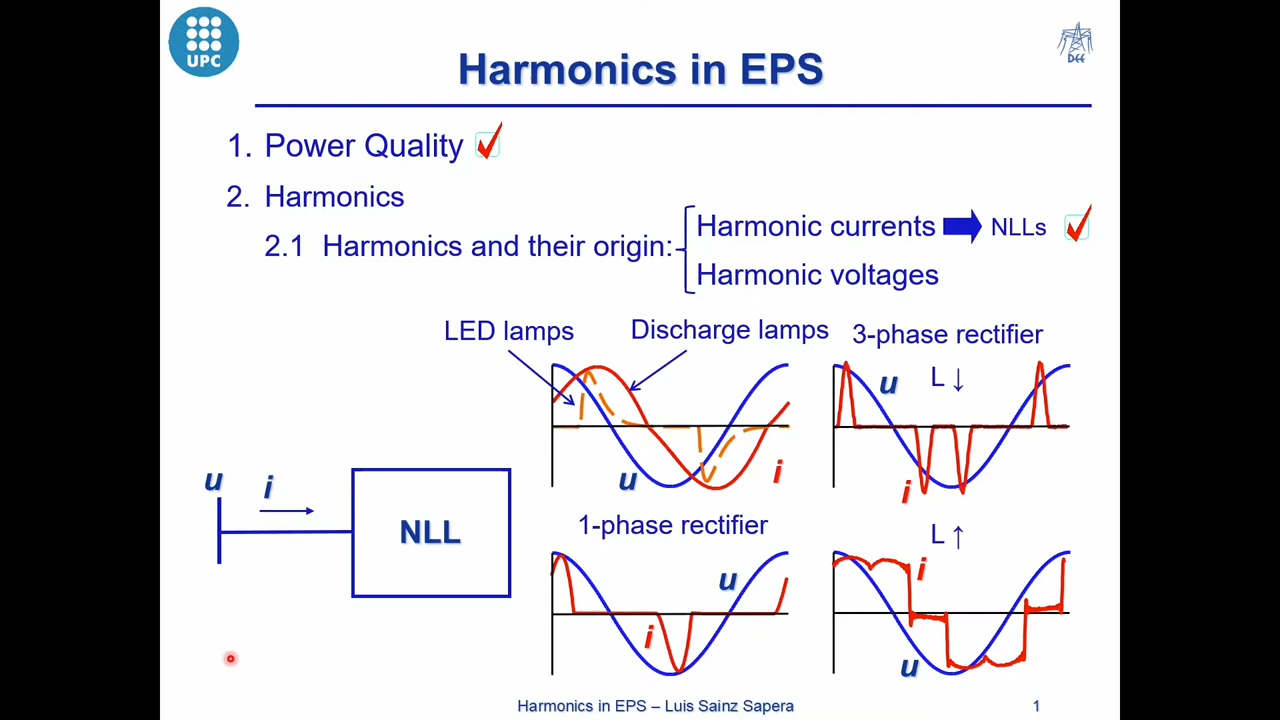 UPC
DEE
Harmonics in EPS
1. Power Quality
2. Harmonics
2.1 Harmonics and their origin:
Harmonic currents
NLLs
Harmonic voltages
LED lamps
Discharge lamps
3-phase rectifier
u
L ↓
u
i
i
u
i
NLL
1-phase rectifier
L ↑
u
i
i
u
Harmonics in EPS – Luis Sainz Sapera
1